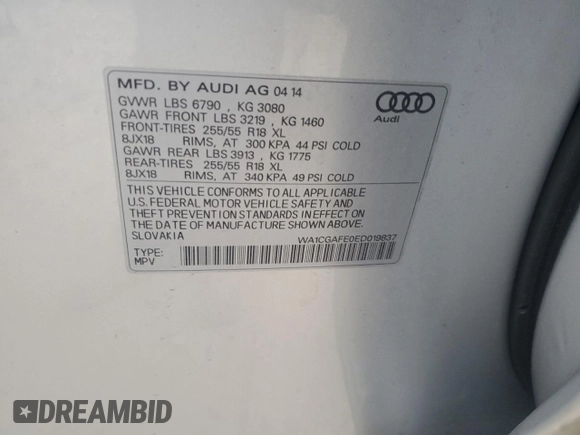 MFD. BY AUDI AG 04 14
GVWR LBS 6790 , KG 3080
GAWR FRONT LBS 3219 , KG 1460
FRONT-TIRES 255/55 R18 XL
8JX18 RIMS, AT 300 KPA 44 PSI COLD
GAWR REAR LBS 3913 , KG 1775
REAR-TIRES 255/55 R18 XL
8JX18 RIMS, AT 340 KPA 49 PSI COLD
Audi
THIS VEHICLE CONFORMS TO ALL APPLICABLE
U.S. FEDERAL MOTOR VEHICLE SAFETY AND
THEFT PREVENTION STANDARDS IN EFFECT ON
THE DATE OF MANUFACTURE SHOWN ABOVE.
SLOVAKIA
WA1CGAFE0ED019837
TYPE:
MPV
DREAMBID